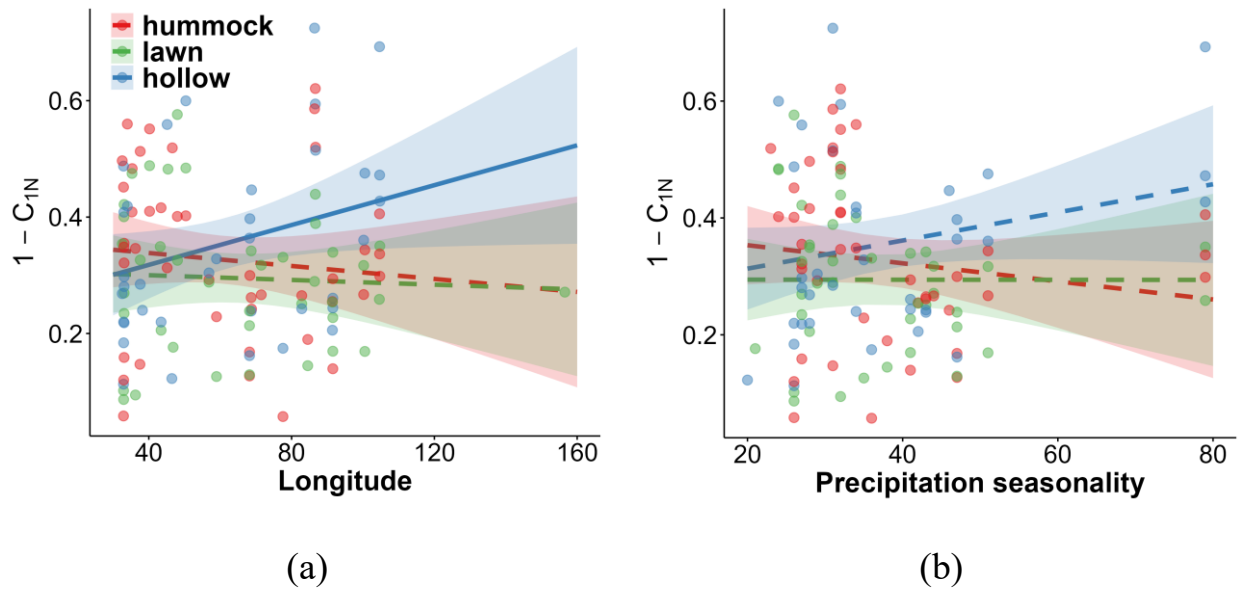 hummock
lawn
hollow
1 − C1N
0.6
0.4
0.2
40
80
120
160
Longitude
(a)
1 − C1N
0.6
0.4
0.2
20
40
60
80
Precipitation seasonality
(b)